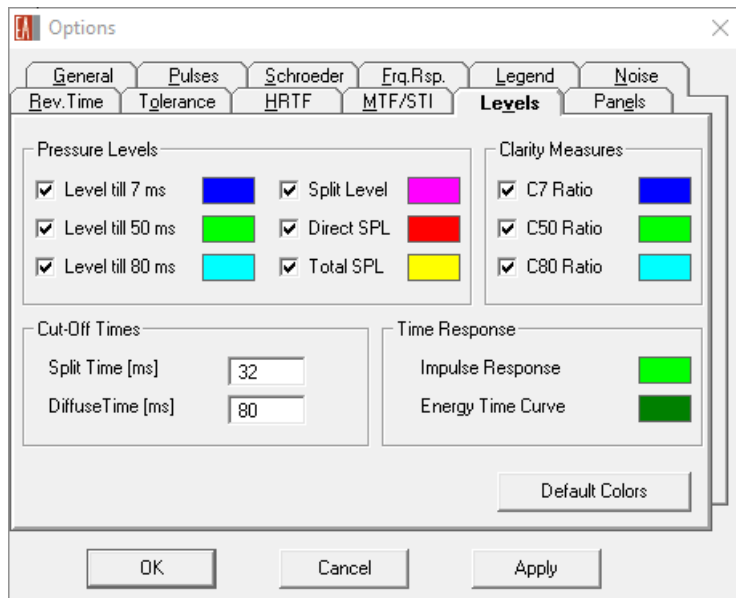 EA Options
General Pulses Schroeder Frq.Rsp. Legend Noise
Rev.Time Tolerance HRTF MTF/STI Levels Panels
Pressure Levels
Level till 7 ms Split Level
Level till 50 ms Direct SPL
Level till 80 ms Total SPL
Clarity Measures
C7 Ratio
C50 Ratio
C80 Ratio
Cut-Off Times
Split Time [ms] 32
DiffuseTime [ms] 80
Time Response
Impulse Response
Energy Time Curve
Default Colors
OK Cancel Apply